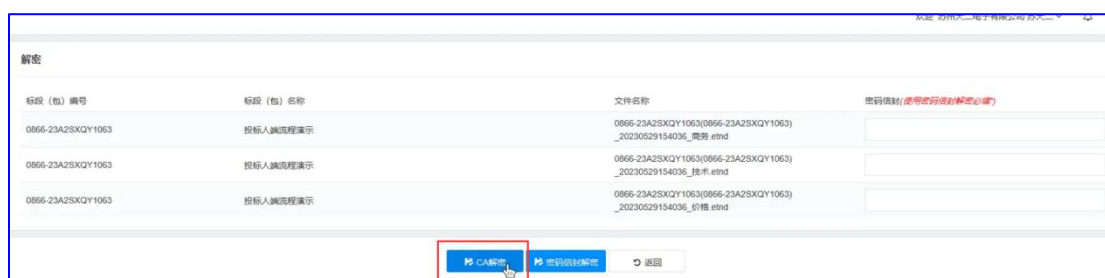 解密
标段（包）编号 标段（包）名称 文件名称 密码信封(使用密码信封解密必填*)
0866-23A2SXQY1063 投标人端流程演示 0866-23A2SXQY1063(0866-23A2SXQY1063)
_20230529154036_商务.etnd
0866-23A2SXQY1063 投标人端流程演示 0866-23A2SXQY1063(0866-23A2SXQY1063)
_20230529154036_技术.etnd
0866-23A2SXQY1063 投标人端流程演示 0866-23A2SXQY1063(0866-23A2SXQY1063)
_20230529154036_价格.etnd
CA解密 密码信封解密 返回